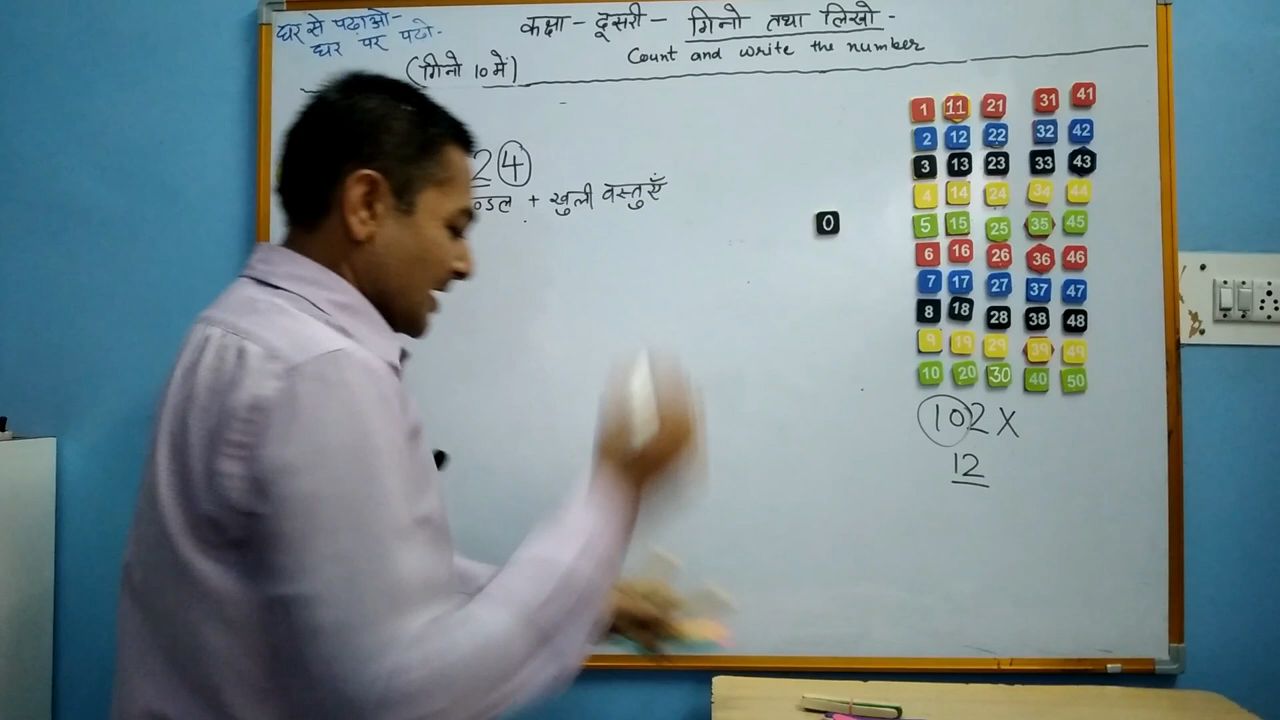 घर से पढाओ-
घर पर पढो-
कक्षा - दूसरी - गिनो तथा लिखो -
Count and write the number
(गिनो 10 में)
24
ण्डल + खुली वस्तुएँ
0
1 11 21 31 41
2 12 22 32 42
3 13 23 33 43
4 14 24 34 44
5 15 25 35 45
6 16 26 36 46
7 17 27 37 47
8 18 28 38 48
9 19 29 39 49
10 20 30 40 50
102 X
12